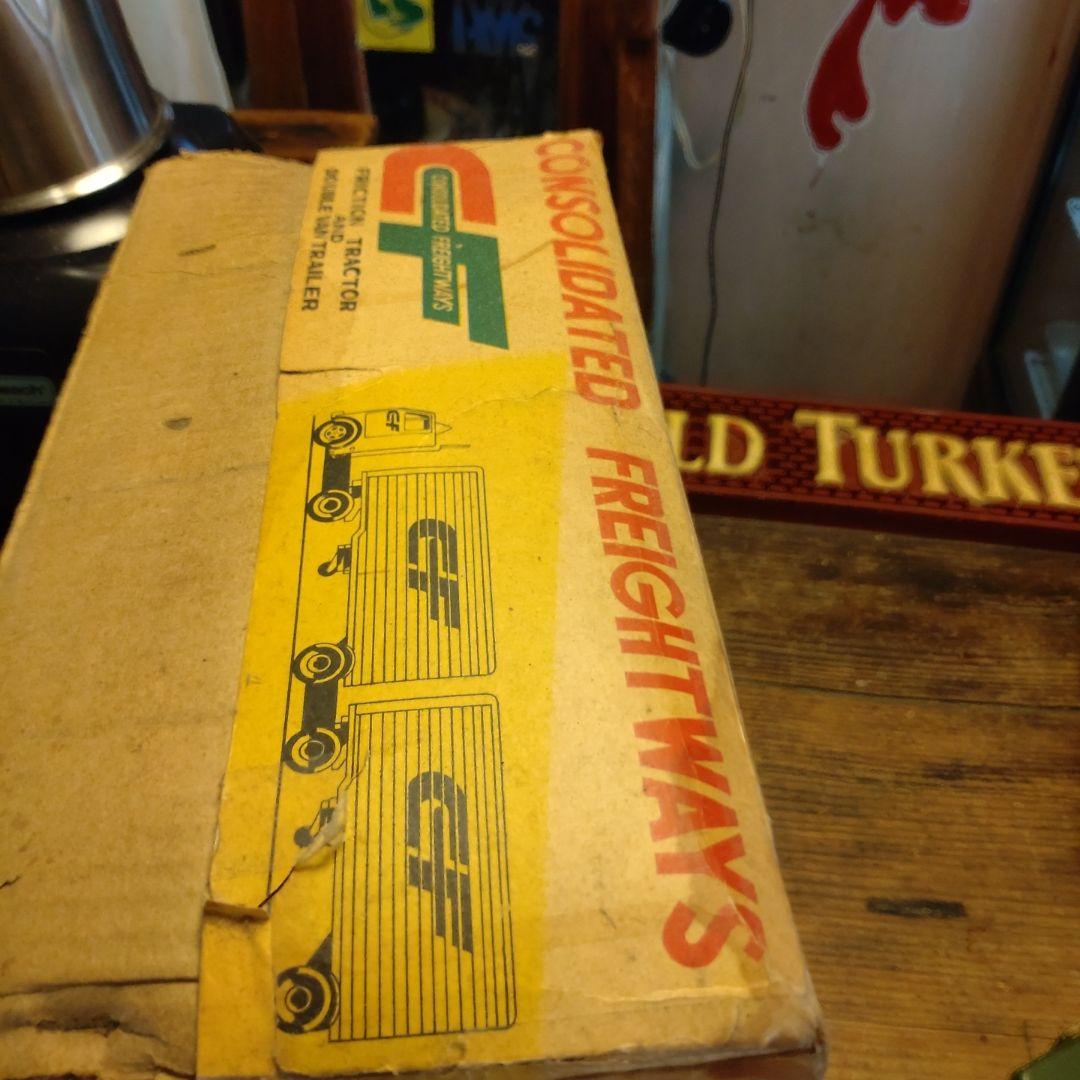 CONSOLIDATED FREIGHTWAYS
CF
CONSOLIDATED FREIGHTWAYS
FRICTION TRACTOR
AND
DOUBLE VAN TRAILER
CF
CF
CF
LD TURKE